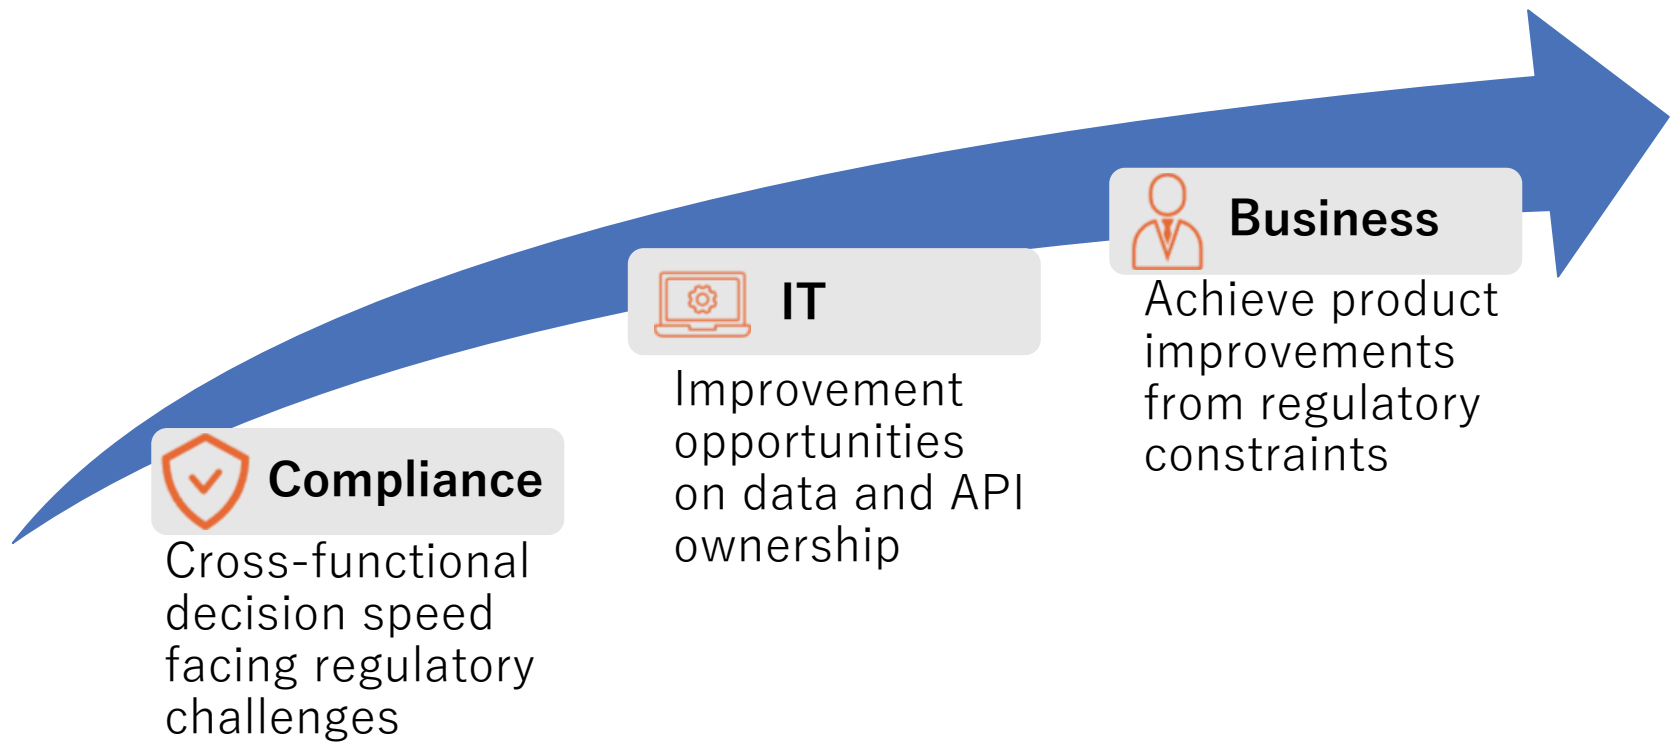 Compliance
Cross-functional
decision speed
facing regulatory
challenges
IT
Improvement
opportunities
on data and API
ownership
Business
Achieve product
improvements
from regulatory
constraints